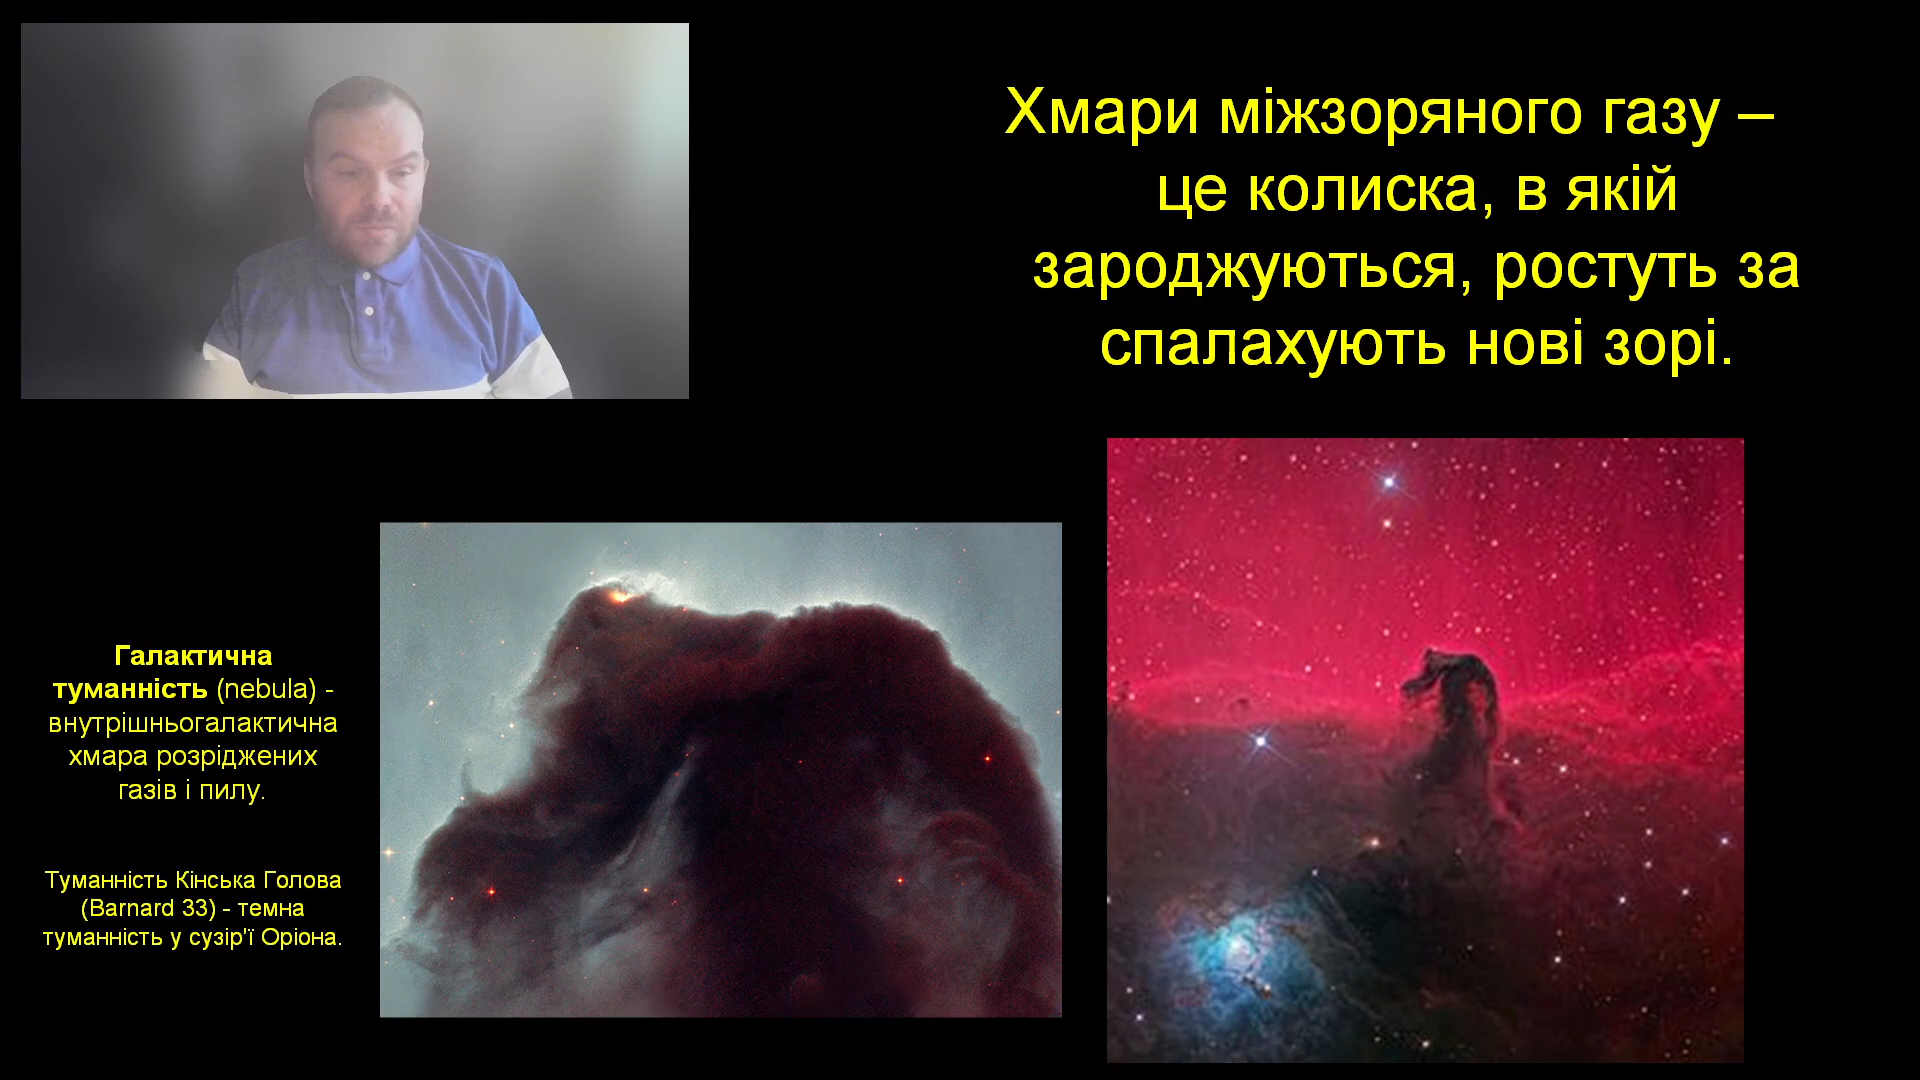 Хмари міжзоряного газу –
це колиска, в якій
зароджуються, ростуть за
спалахують нові зорі.
Галактична
туманність (nebula) -
внутрішньогалактична
хмара розріджених
газів і пилу.
Туманність Кінська Голова
(Barnard 33) - темна
туманність у сузір'ї Оріона.